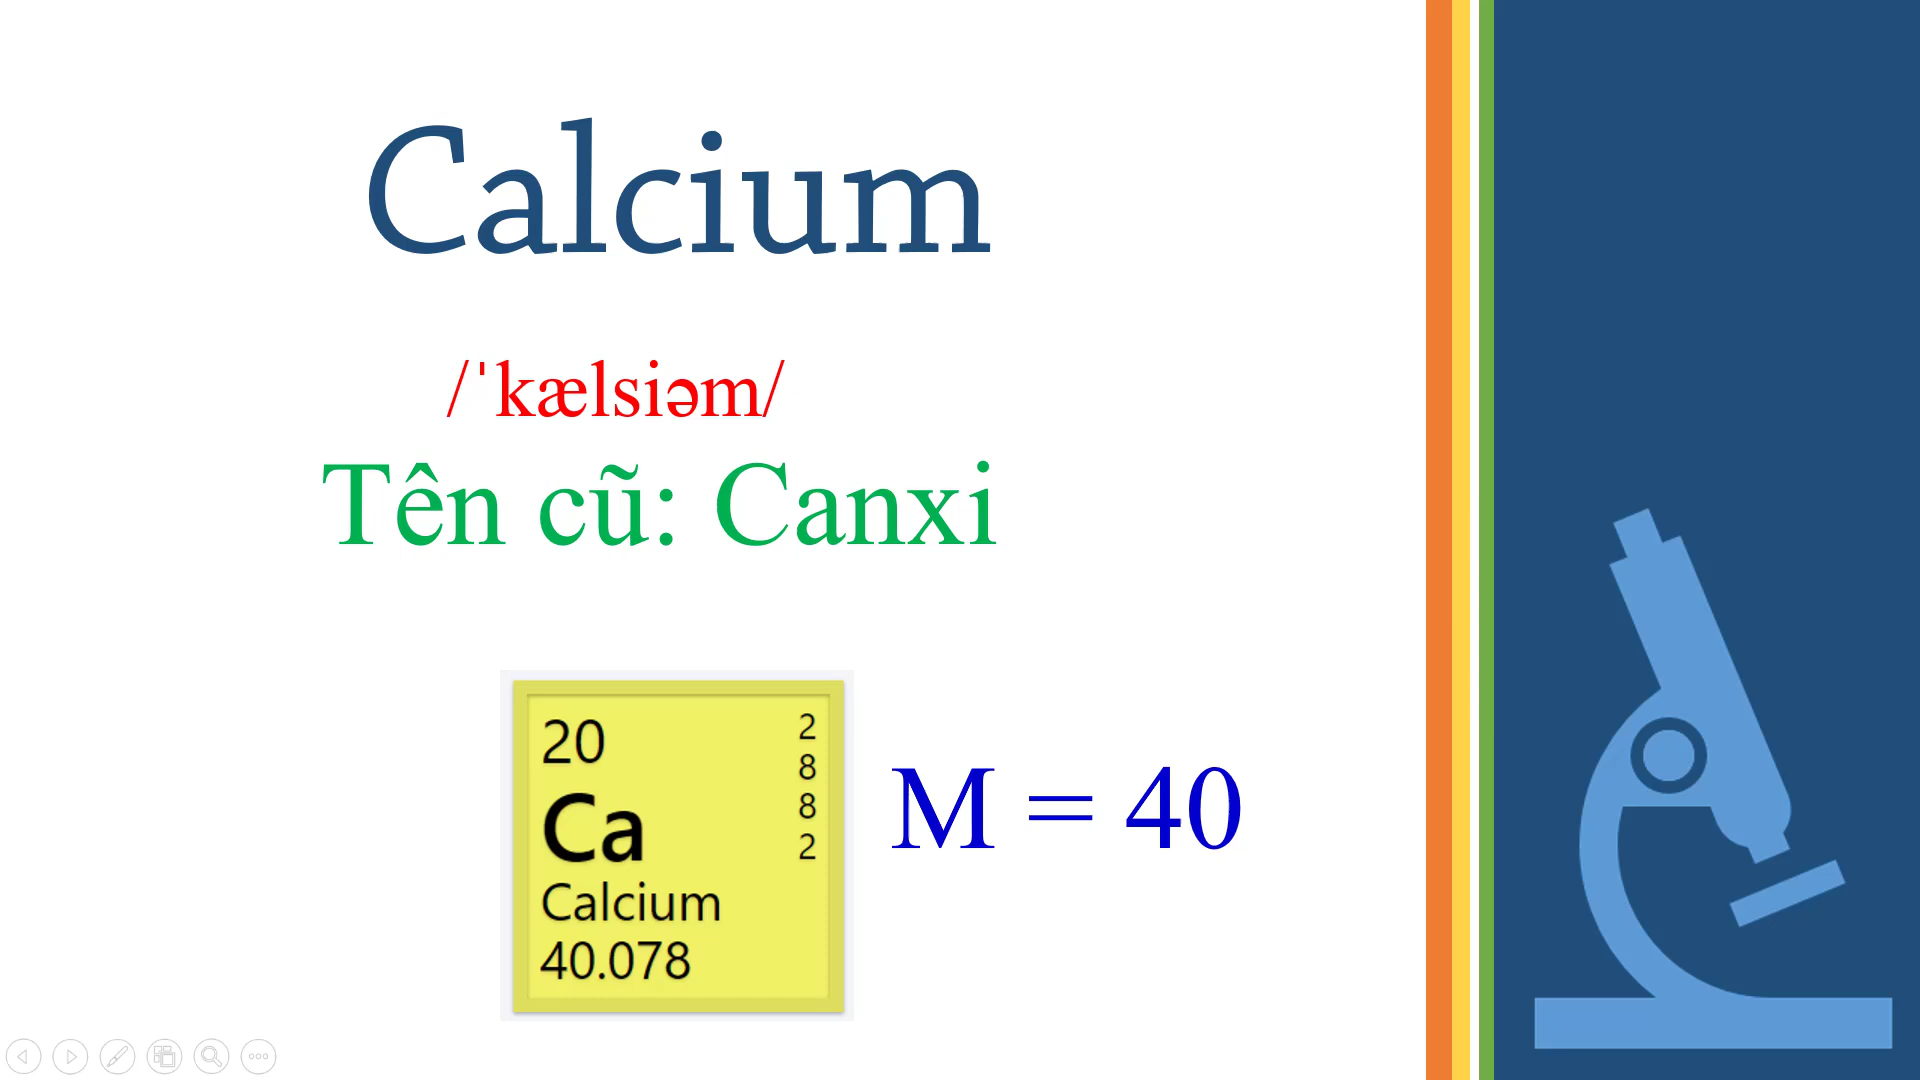 Calcium
/ˈkælsiəm/
Tên cũ: Canxi
20
2
8
8
2
Ca
Calcium
40.078
M = 40